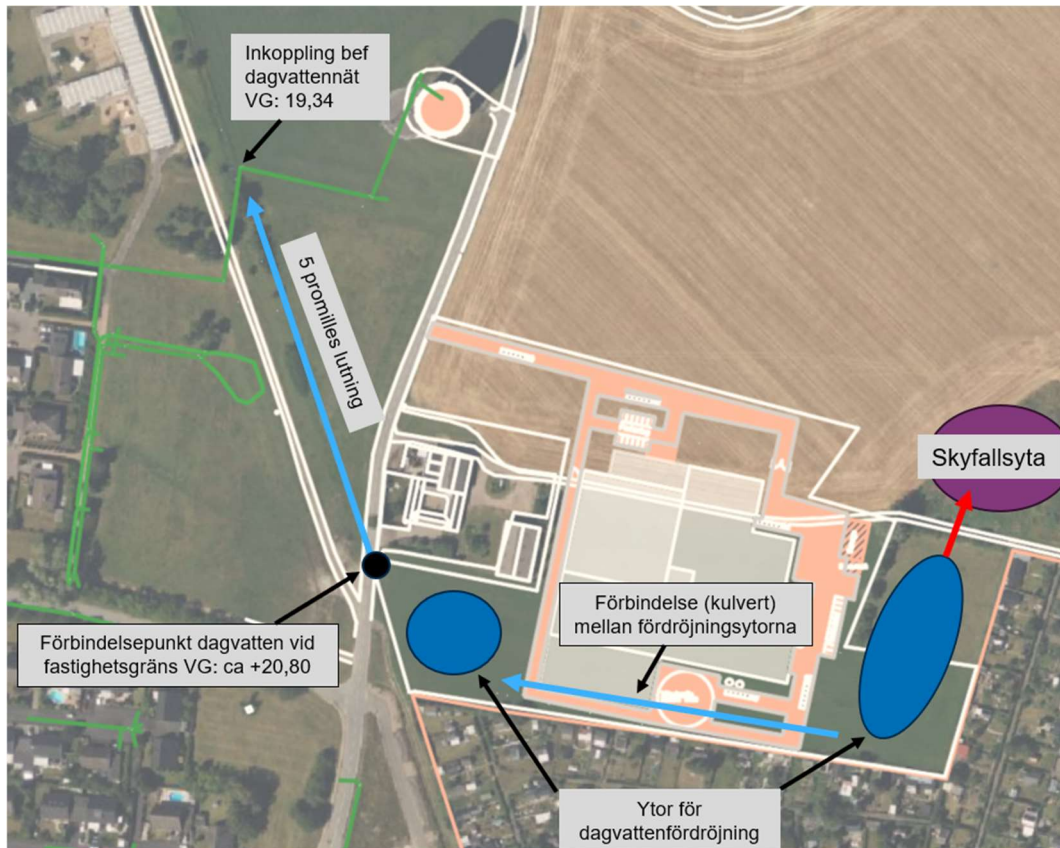 Inkoppling bef
dagvattennät
VG: 19,34
5 promilles lutning
Skyfallsyta
Förbindelse (kulvert)
mellan fördröjningsytorna
Förbindelsepunkt dagvatten vid
fastighetsgräns VG: ca +20,80
Ytor för
dagvattenfördröjning